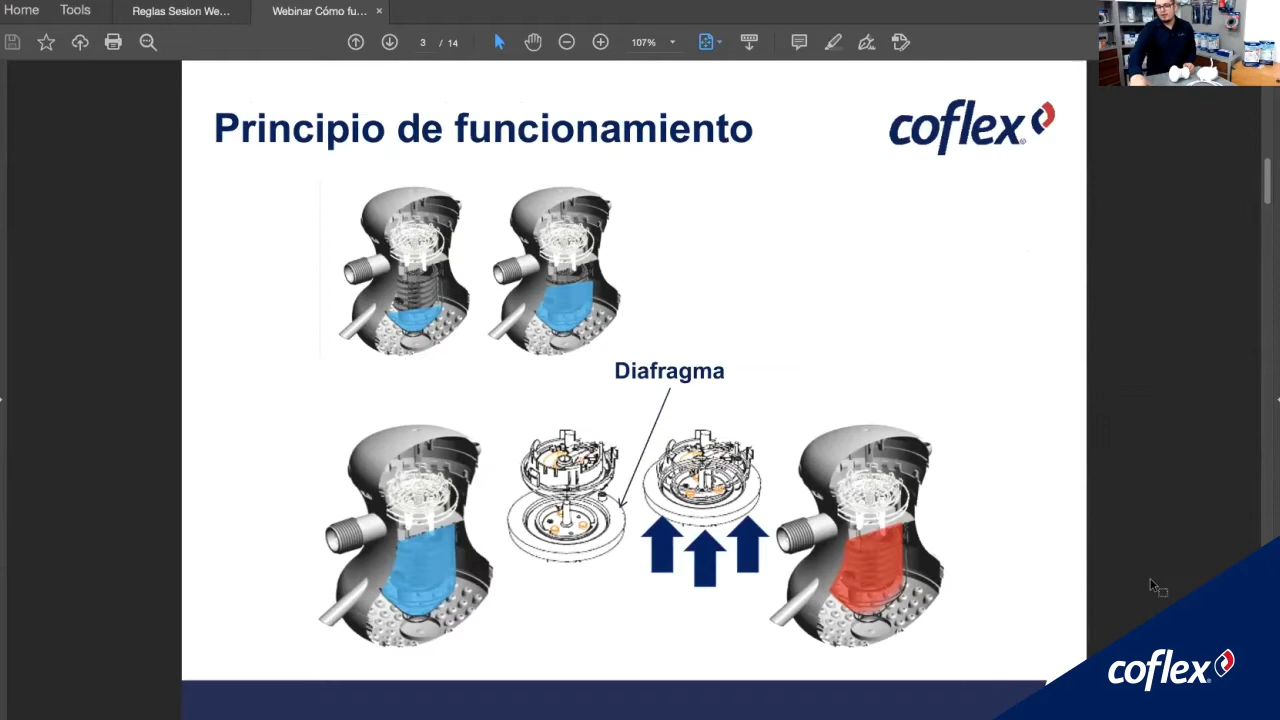 Home
Tools
Reglas Sesion We...
Webinar Cómo fu...
×
3 / 14
107%
Principio de funcionamiento
coflex®
Diafragma
coflex®